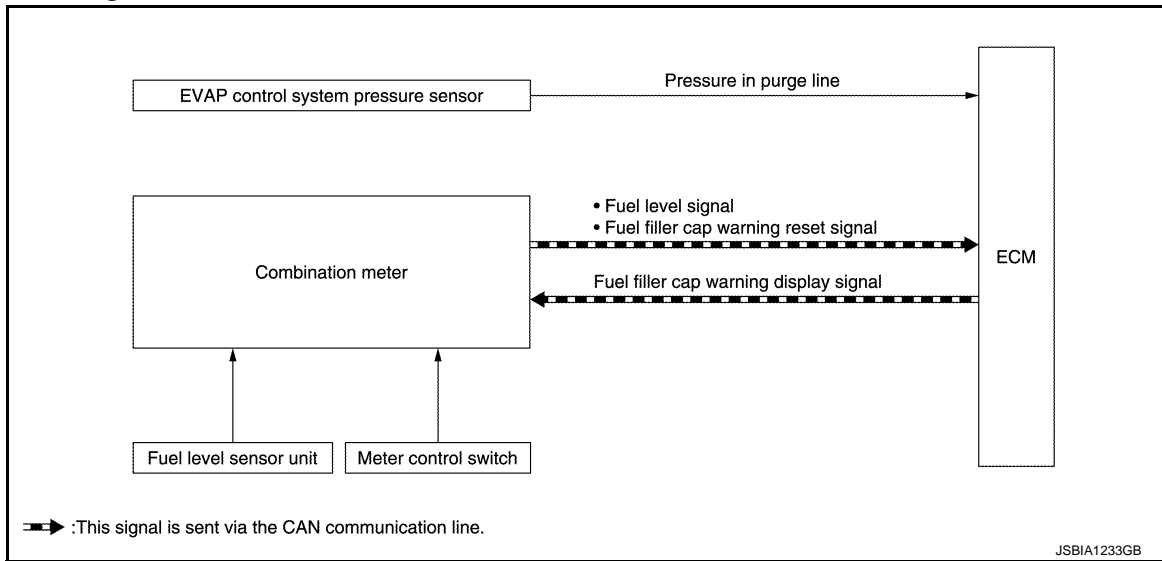 EVAP control system pressure sensor
Pressure in purge line
Combination meter
• Fuel level signal
• Fuel filler cap warning reset signal
Fuel filler cap warning display signal
ECM
Fuel level sensor unit
Meter control switch
:This signal is sent via the CAN communication line.
JSBIA1233GB